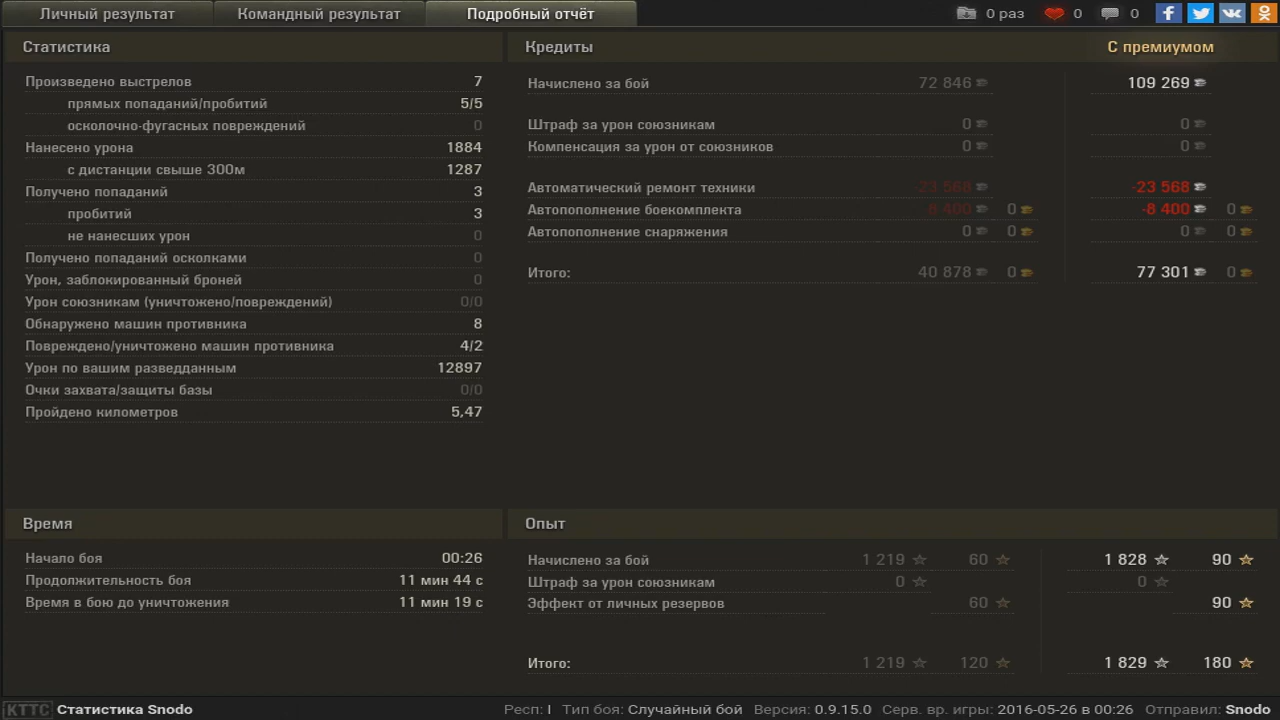 Личный результат Командный результат Подробный отчёт 0 раз 0 0
Статистика
Произведено выстрелов 7
прямых попаданий/пробитий 5/5
осколочно-фугасных повреждений 0
Нанесено урона 1884
с дистанции свыше 300м 1287
Получено попаданий 3
пробитий 3
не нанесших урон 0
Получено попаданий осколками 0
Урон, заблокированный броней 0
Урон союзникам (уничтожено/повреждений) 0/0
Обнаружено машин противника 8
Повреждено/уничтожено машин противника 4/2
Урон по вашим разведданным 12897
Очки захвата/защиты базы 0/0
Пройдено километров 5,47
Кредиты С премиумом
Начислено за бой 72 846 109 269
Штраф за урон союзникам 0 0
Компенсация за урон от союзников 0 0
Автоматический ремонт техники -23 568 -23 568
Автопополнение боекомплекта -8 400 0 -8 400 0
Автопополнение снаряжения 0 0 0 0
Итого: 40 878 0 77 301 0
Время
Начало боя 00:26
Продолжительность боя 11 мин 44 с
Время в бою до уничтожения 11 мин 19 с
Опыт
Начислено за бой 1 219 60 1 828 90
Штраф за урон союзникам 0 0
Эффект от личных резервов 60 90
Итого: 1 219 120 1 829 180
KTTC Статистика Snodo Респ: I Тип боя: Случайный бой Версия: 0.9.15.0 Серв. вр. игры: 2016-05-26 в 00:26 Отправил: Snodo